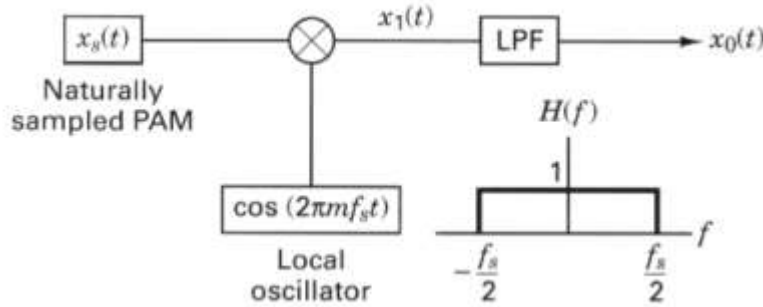 xₛ(t)
x₁(t)
LPF
x₀(t)
Naturally
sampled PAM
H(f)
1
cos (2πmfₛt)
f
Local
oscillator
−fₛ/2
fₛ/2